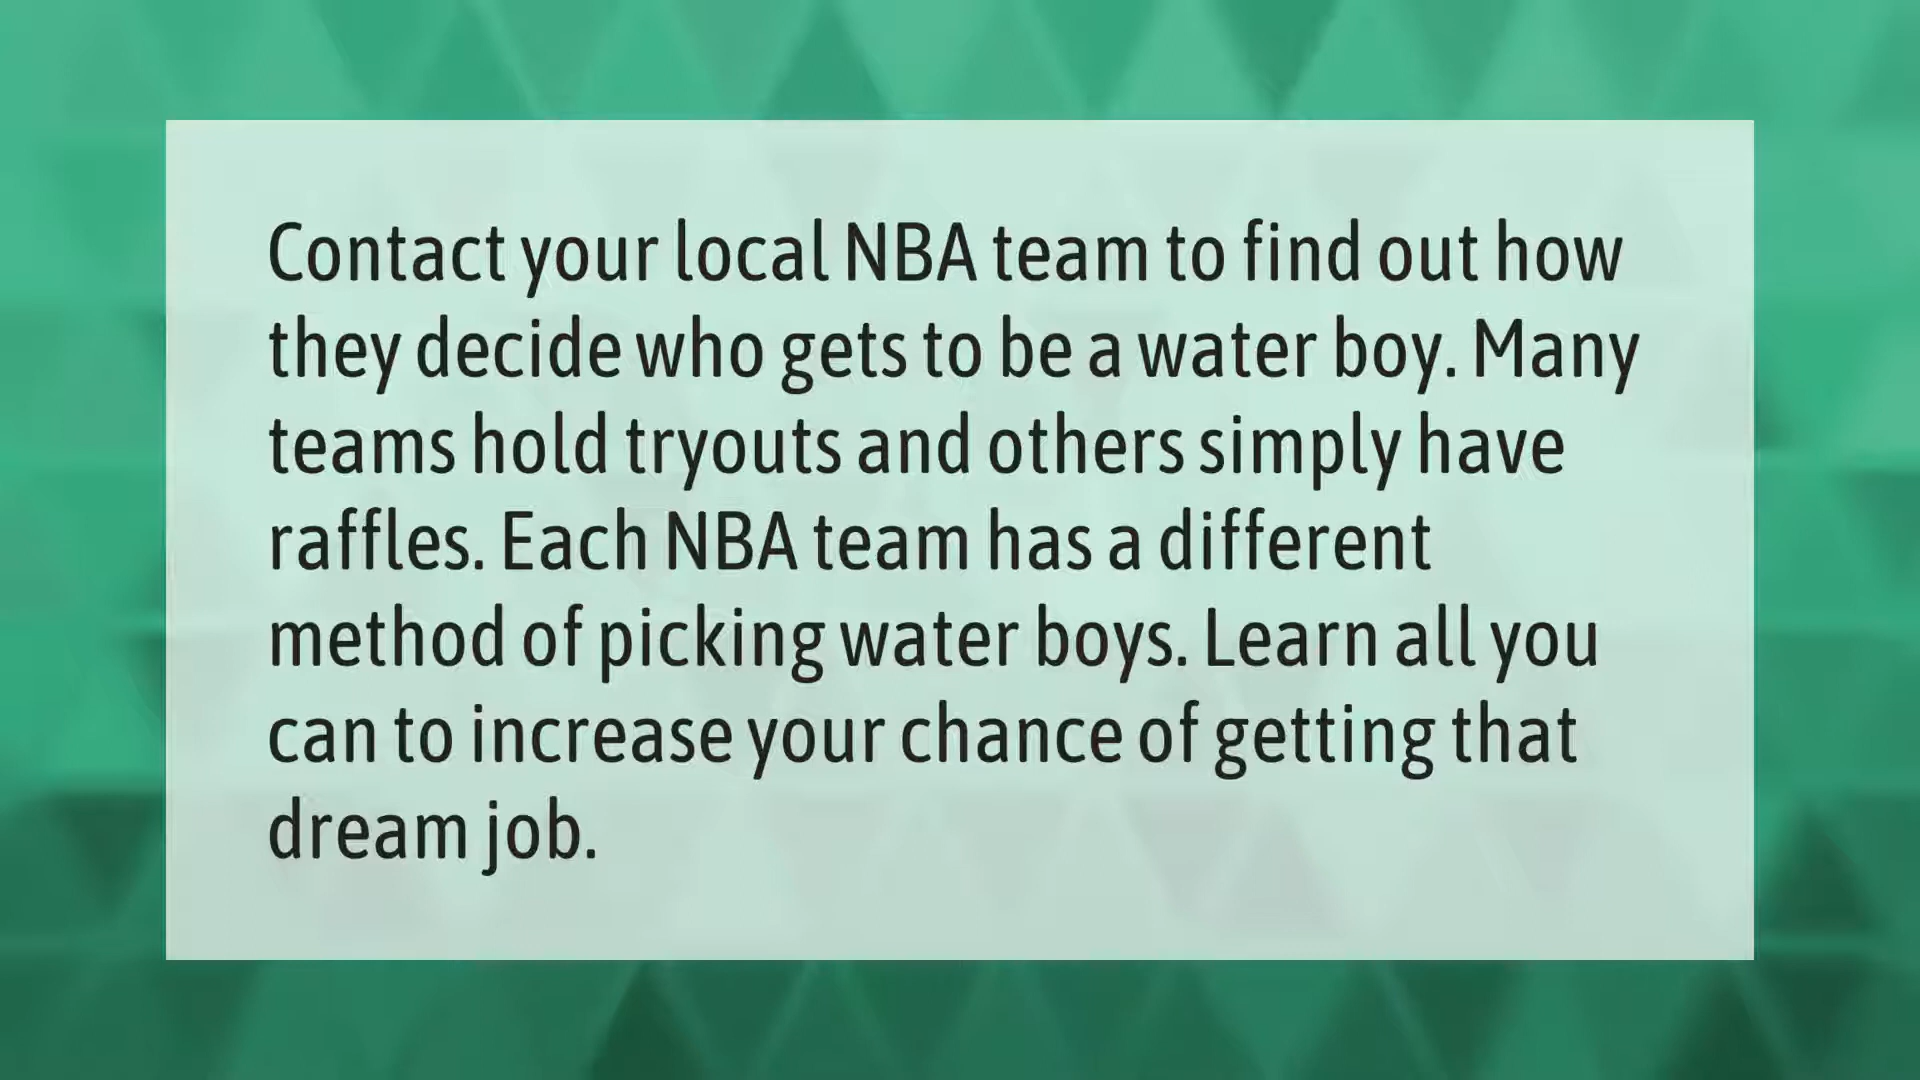 Contact your local NBA team to find out how
they decide who gets to be a water boy. Many
teams hold tryouts and others simply have
raffles. Each NBA team has a different
method of picking water boys. Learn all you
can to increase your chance of getting that
dream job.